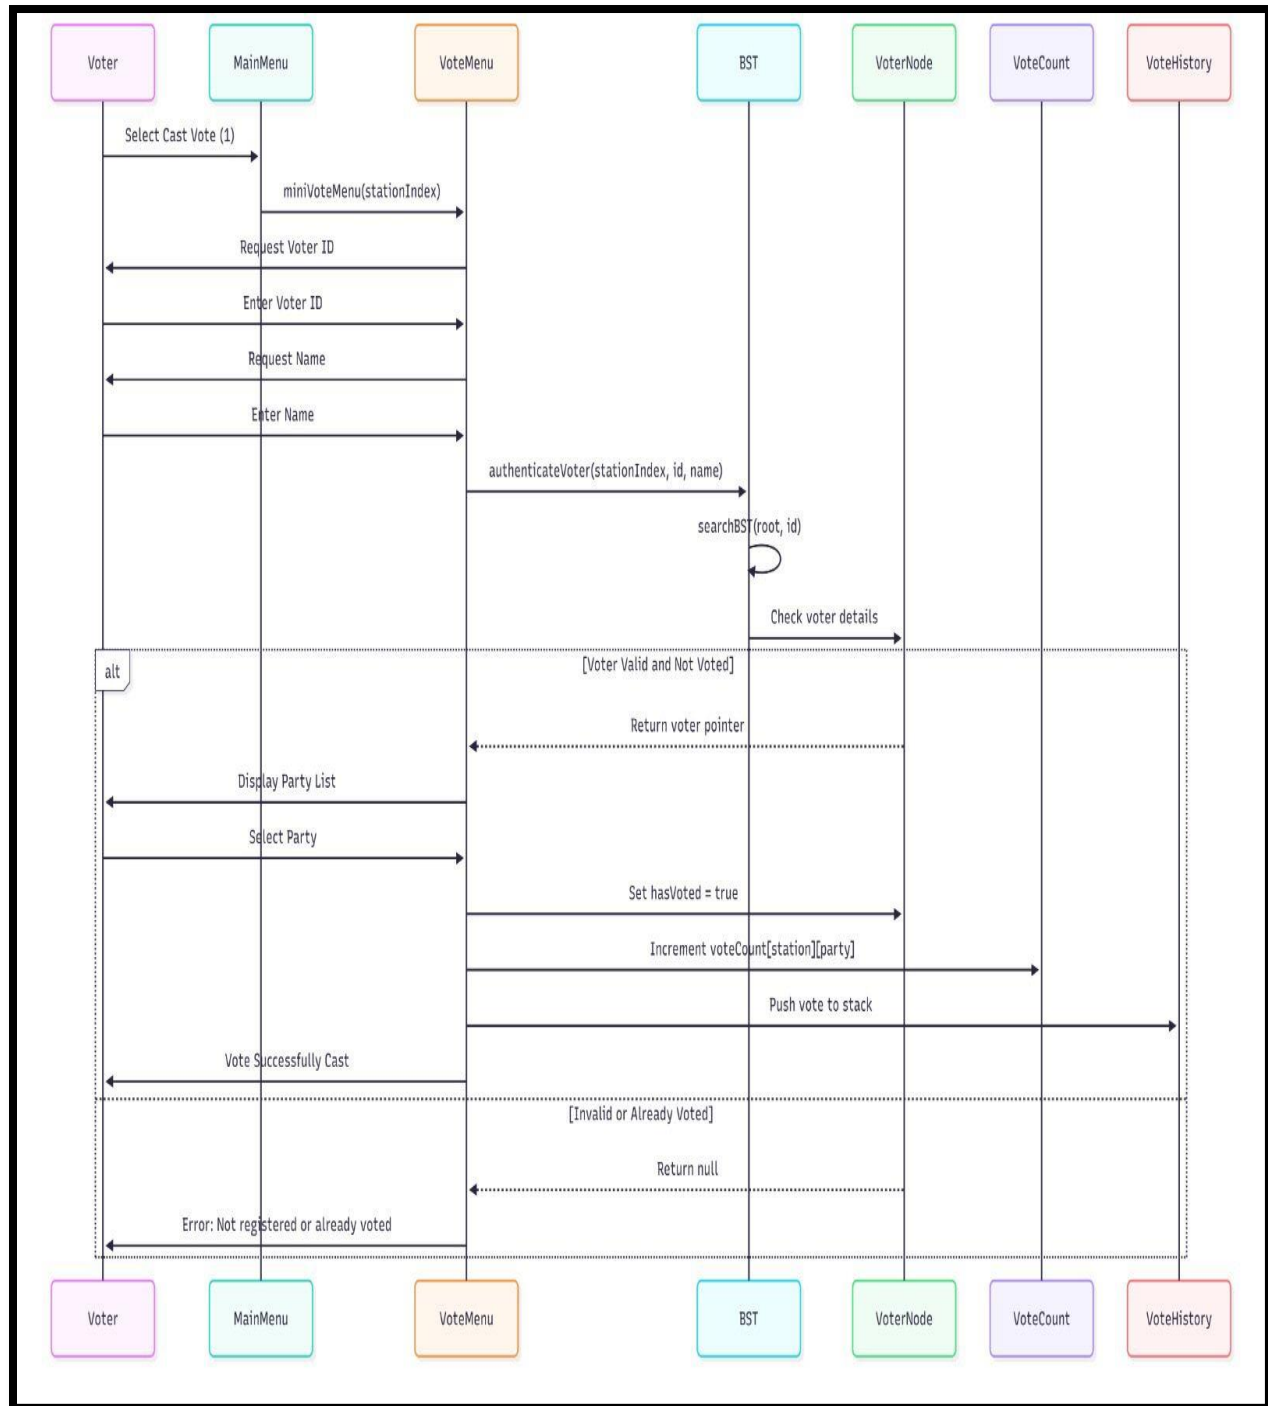 Voter
MainMenu
VoteMenu
BST
VoterNode
VoteCount
VoteHistory
Select Cast Vote (1)
miniVoteMenu(stationIndex)
Request Voter ID
Enter Voter ID
Request Name
Enter Name
authenticateVoter(stationIndex, id, name)
searchBST(root, id)
Check voter details
alt
[Voter Valid and Not Voted]
Return voter pointer
Display Party List
Select Party
Set hasVoted = true
Increment voteCount[station][party]
Push vote to stack
Vote Successfully Cast
[Invalid or Already Voted]
Return null
Error: Not registered or already voted
Voter
MainMenu
VoteMenu
BST
VoterNode
VoteCount
VoteHistory